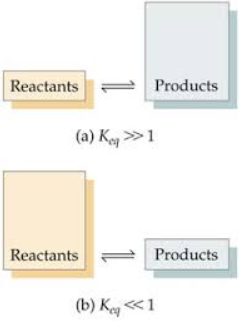 Reactants ⇌ Products
(a) K_eq >> 1
Reactants ⇌ Products
(b) K_eq << 1